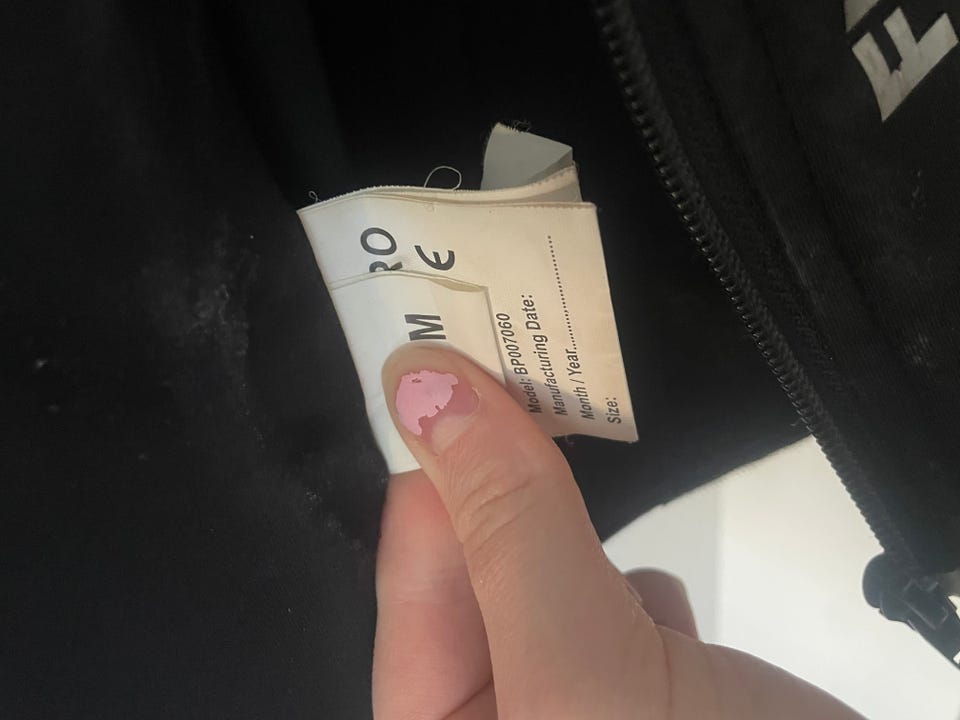 RO
C€
M
Model: BP007060
Manufacturing Date:
Month / Year......................
Size: